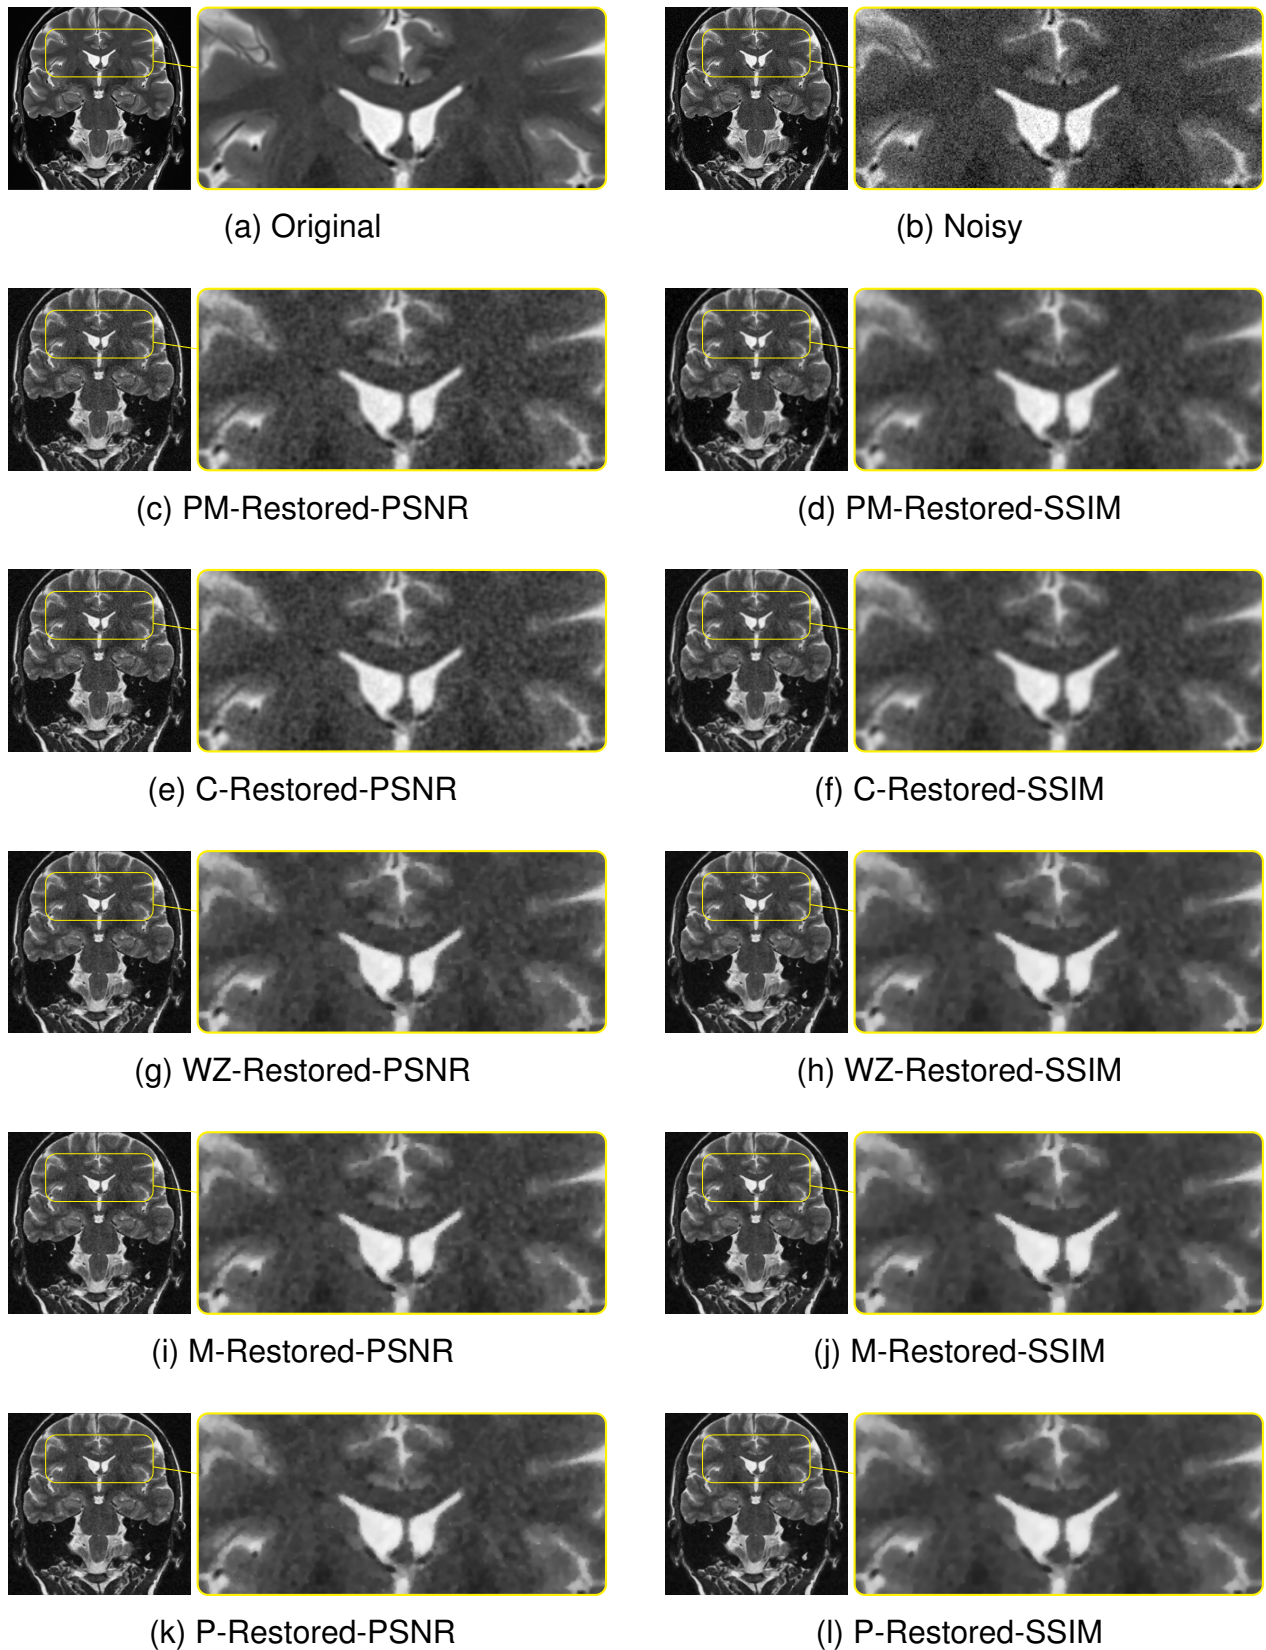 (a) Original
(b) Noisy
(c) PM-Restored-PSNR
(d) PM-Restored-SSIM
(e) C-Restored-PSNR
(f) C-Restored-SSIM
(g) WZ-Restored-PSNR
(h) WZ-Restored-SSIM
(i) M-Restored-PSNR
(j) M-Restored-SSIM
(k) P-Restored-PSNR
(l) P-Restored-SSIM